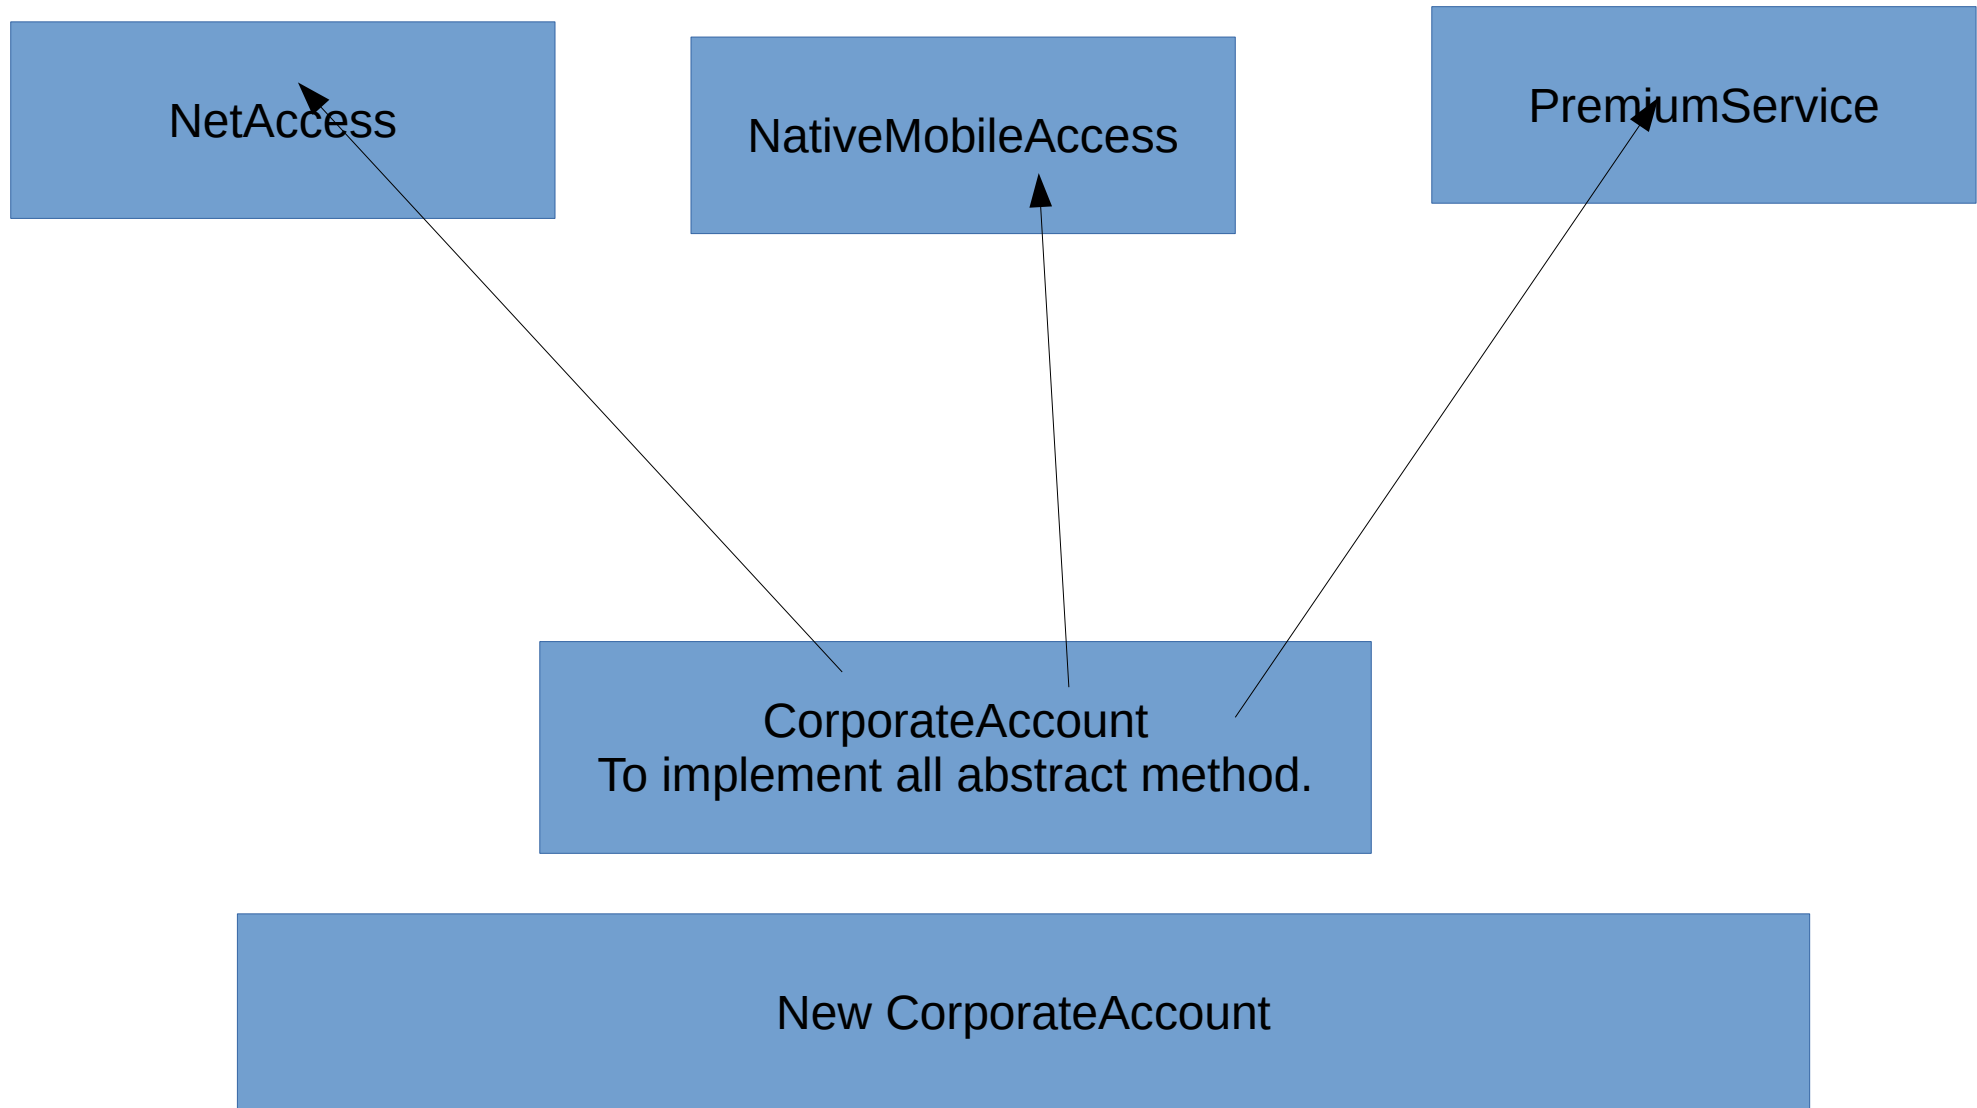 NetAccess
NativeMobileAccess
PremiumService
CorporateAccount
To implement all abstract method.
New CorporateAccount